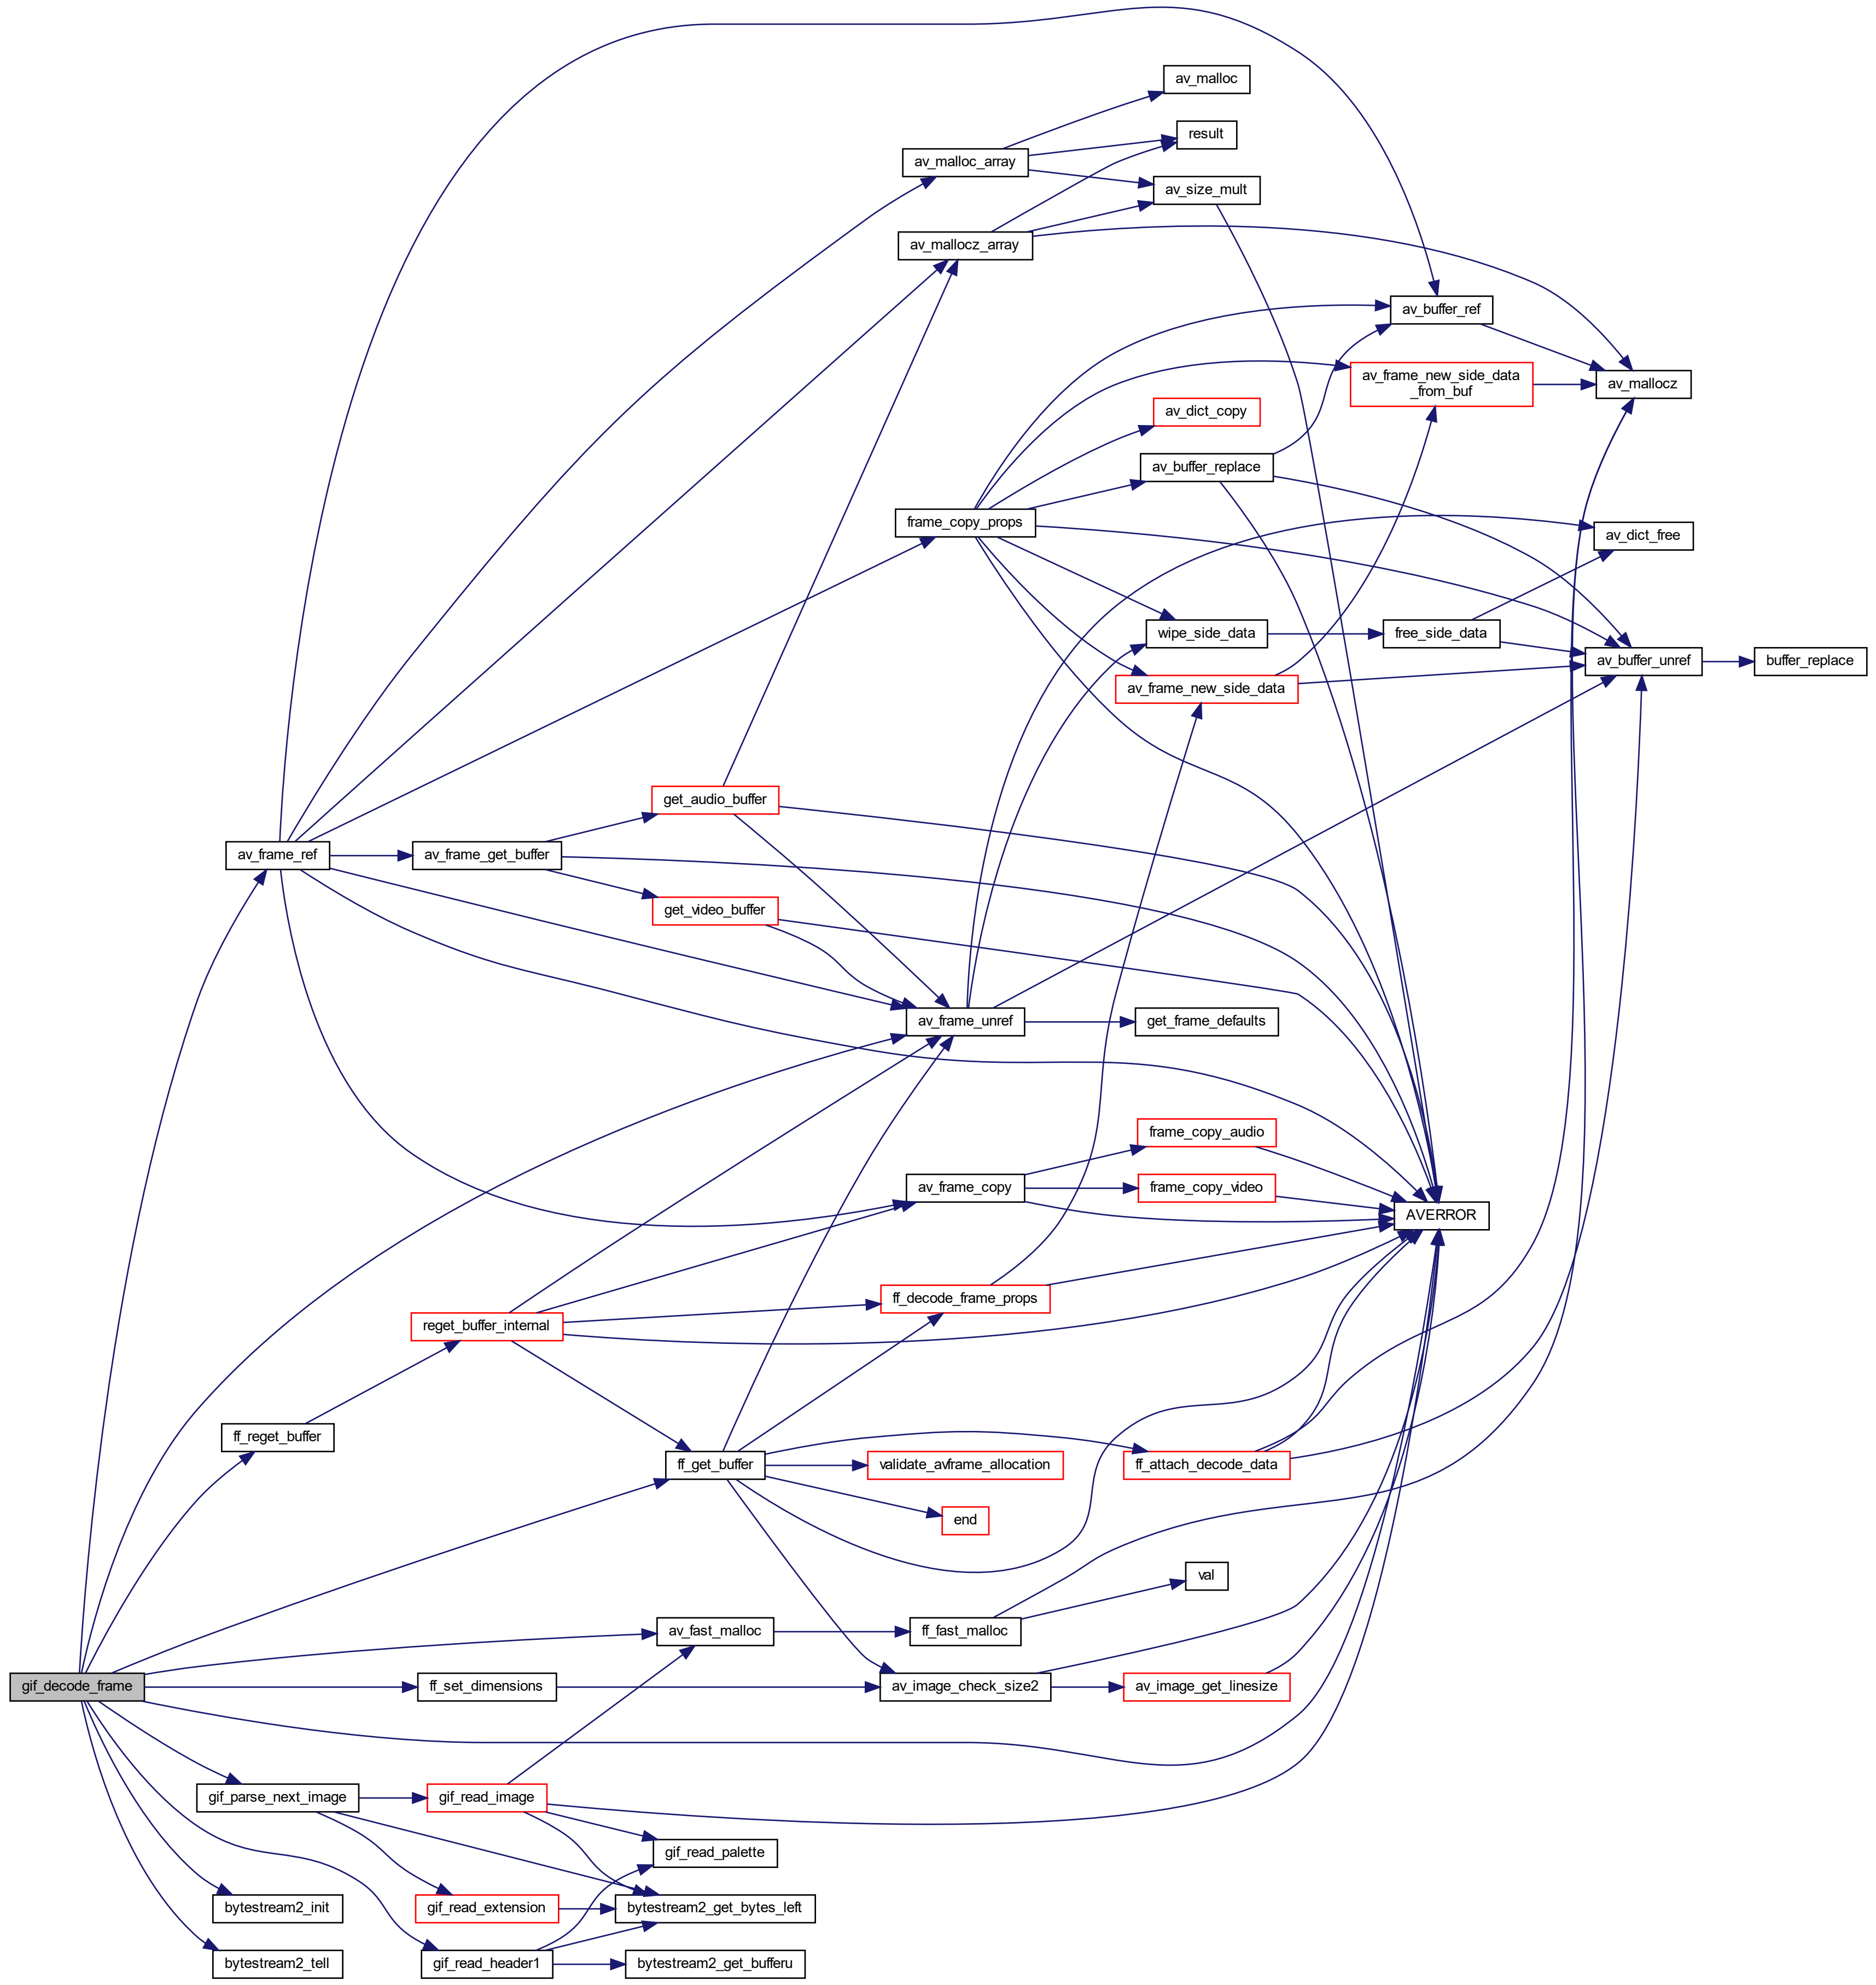 av_malloc
result
av_malloc_array
av_size_mult
av_mallocz_array
av_buffer_ref
av_frame_new_side_data
_from_buf
av_mallocz
av_dict_copy
av_buffer_replace
frame_copy_props
av_dict_free
wipe_side_data
free_side_data
av_buffer_unref
buffer_replace
av_frame_new_side_data
get_audio_buffer
av_frame_ref
av_frame_get_buffer
get_video_buffer
av_frame_unref
get_frame_defaults
frame_copy_audio
av_frame_copy
frame_copy_video
AVERROR
ff_decode_frame_props
reget_buffer_internal
ff_reget_buffer
ff_get_buffer
validate_avframe_allocation
ff_attach_decode_data
end
val
av_fast_malloc
ff_fast_malloc
gif_decode_frame
ff_set_dimensions
av_image_check_size2
av_image_get_linesize
gif_parse_next_image
gif_read_image
gif_read_palette
bytestream2_init
gif_read_extension
bytestream2_get_bytes_left
bytestream2_tell
gif_read_header1
bytestream2_get_bufferu